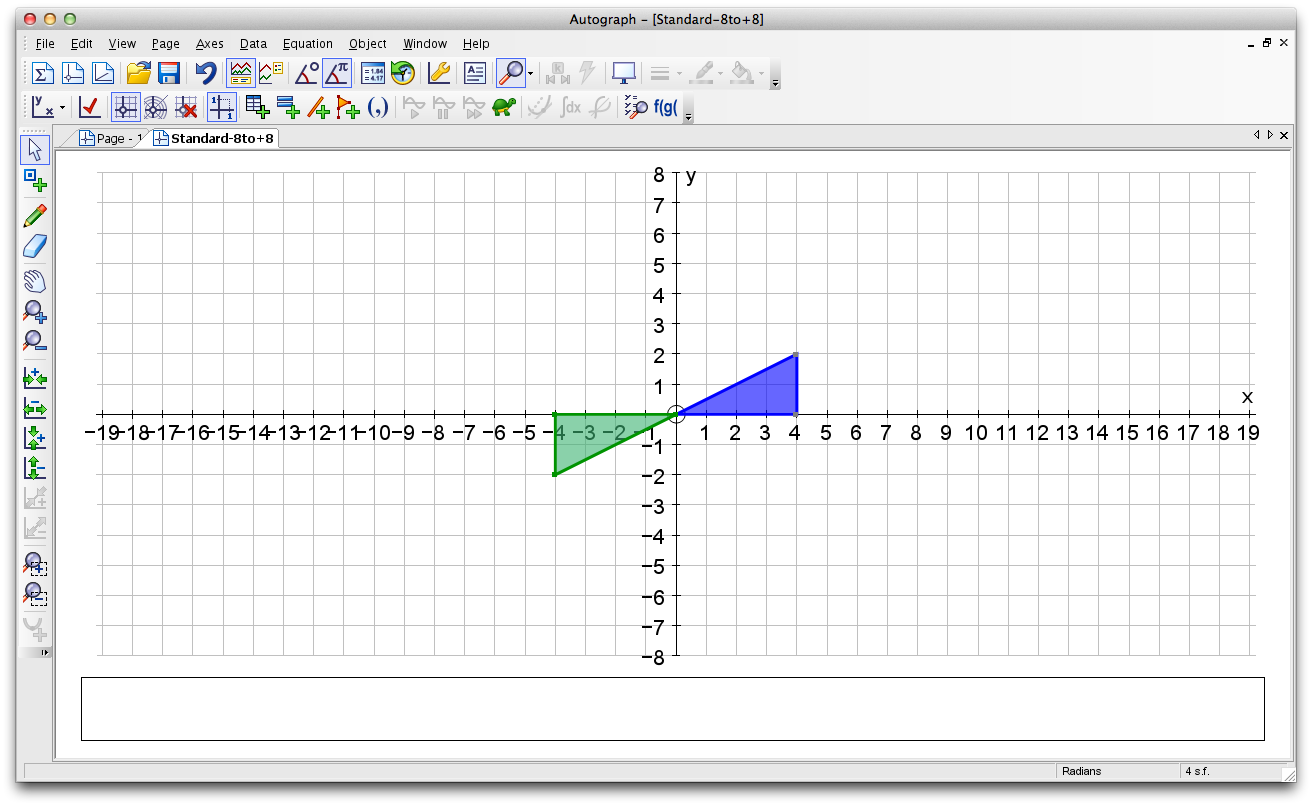 Autograph - [Standard-8to+8]
File Edit View Page Axes Data Equation Object Window Help
f(g(
Page - 1 Standard-8to+8
8 y
7
6
5
4
3
2
1
x
−19 −18 −17 −16 −15 −14 −13 −12 −11 −10 −9 −8 −7 −6 −5 −4 −3 −2 −1 1 2 3 4 5 6 7 8 9 10 11 12 13 14 15 16 17 18 19
−1
−2
−3
−4
−5
−6
−7
−8
Radians 4 s.f.